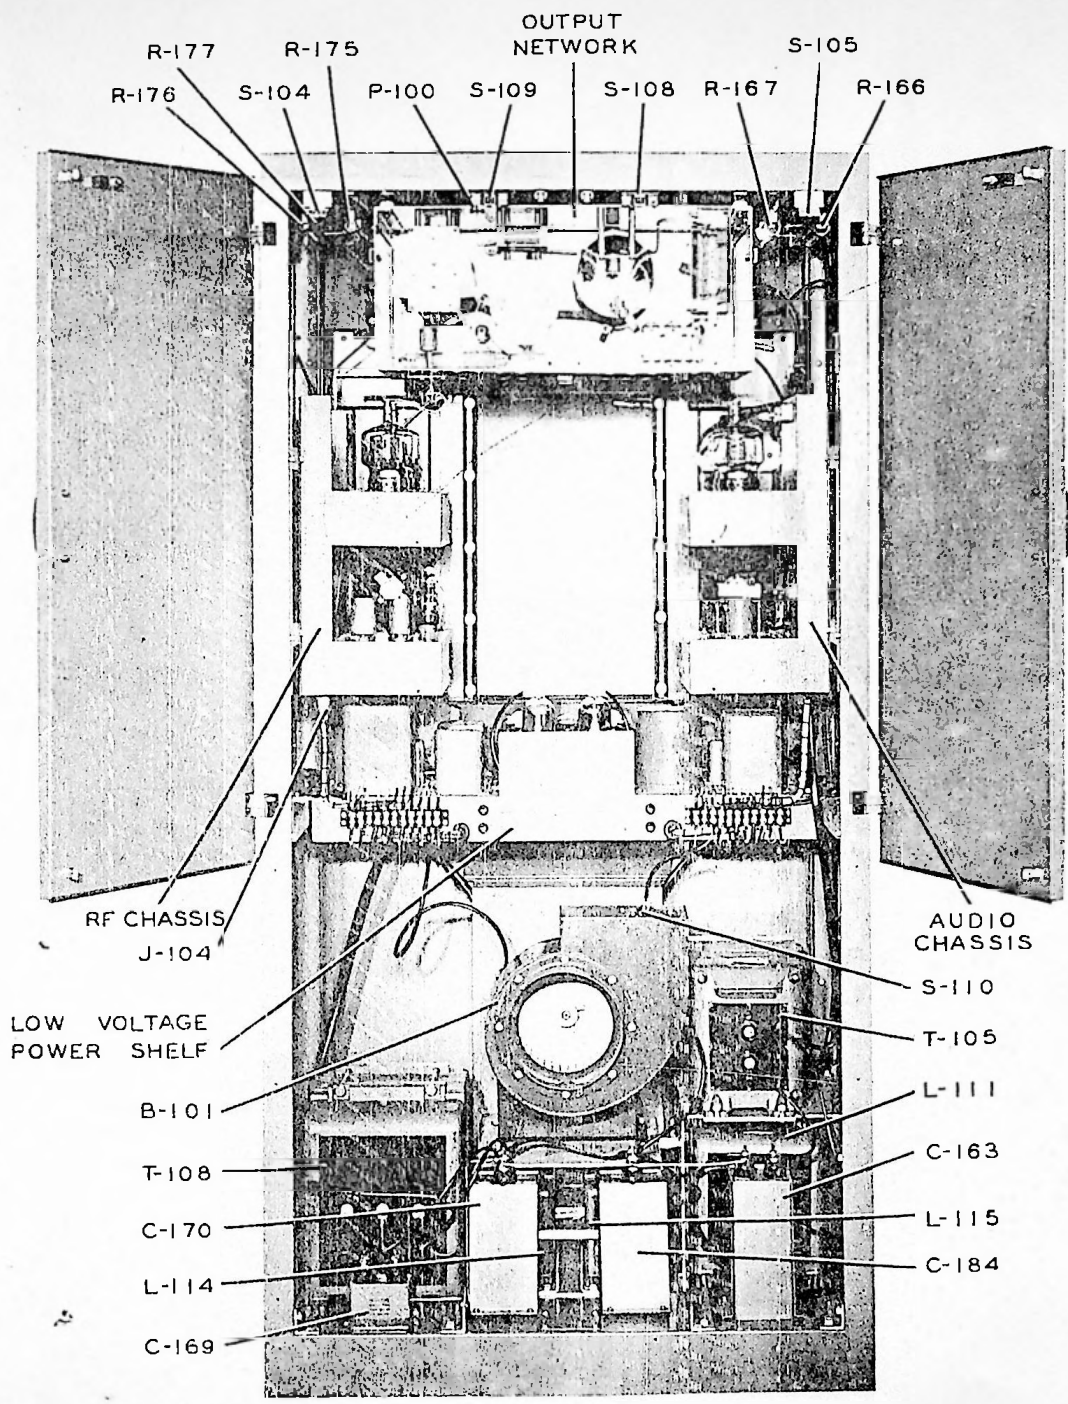 OUTPUT
NETWORK
R-177
R-175
S-105
R-176
S-104
P-100
S-109
S-108
R-167
R-166
RF CHASSIS
J-104
AUDIO
CHASSIS
S-110
LOW VOLTAGE
POWER SHELF
T-105
B-101
L-111
T-108
C-163
C-170
L-115
L-114
C-184
C-169